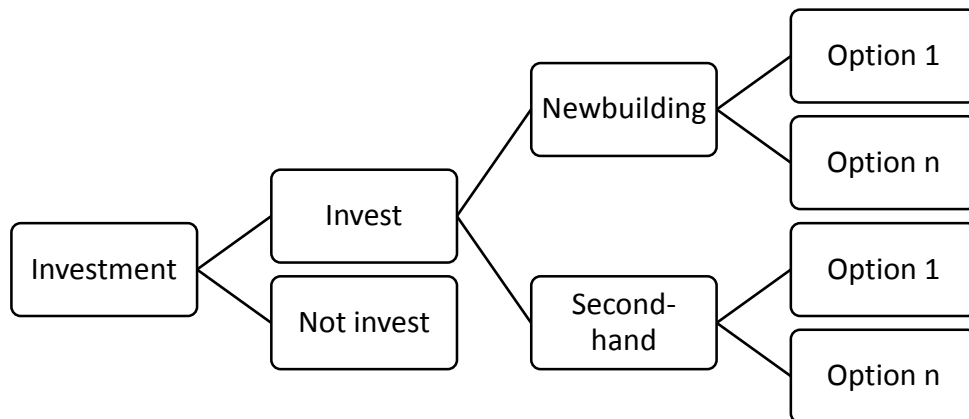 Investment
Invest
Not invest
Newbuilding
Second-
hand
Option 1
Option n
Option 1
Option n